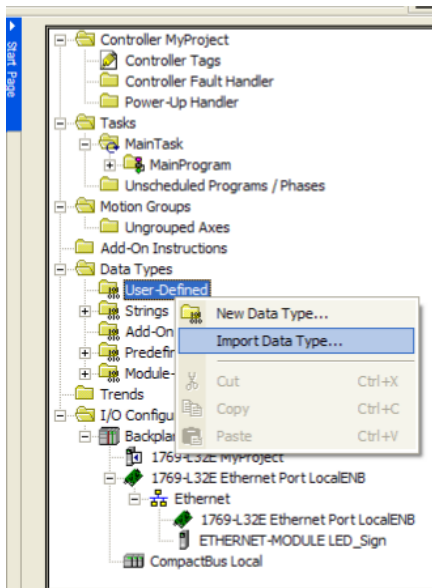 Start Page
Controller MyProject
Controller Tags
Controller Fault Handler
Power-Up Handler
Tasks
MainTask
MainProgram
Unscheduled Programs / Phases
Motion Groups
Ungrouped Axes
Add-On Instructions
Data Types
User-Defined
Strings
New Data Type...
Add-On
Import Data Type...
Predefin
Module-
Cut Ctrl+X
Trends
Copy Ctrl+C
I/O Configu
Paste Ctrl+V
Backplan
1769-L32E MyProject
1769-L32E Ethernet Port LocalENB
Ethernet
1769-L32E Ethernet Port LocalENB
ETHERNET-MODULE LED_Sign
CompactBus Local